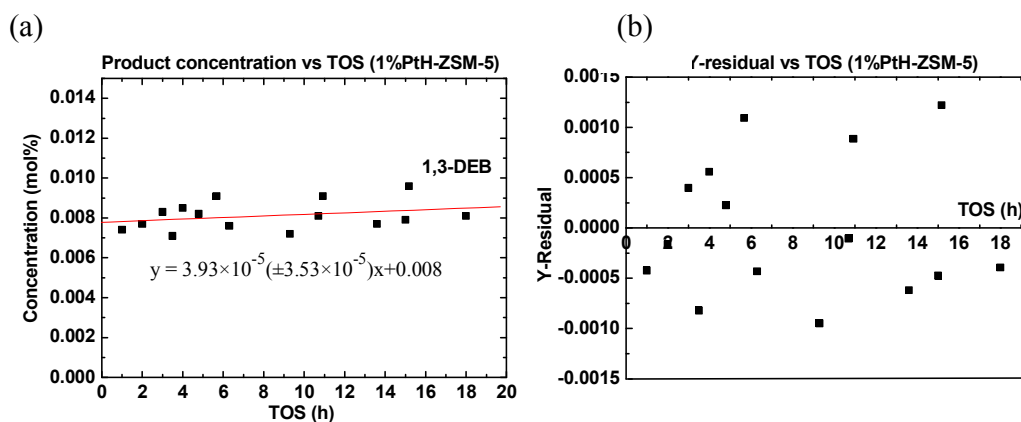 (a)
(b)
Product concentration vs TOS (1%PtH-ZSM-5)
0.014
0.012
0.010
0.008
0.006
0.004
0.002
0.000
Concentration (mol%)
1,3-DEB
y = 3.93×10⁻⁵(±3.53×10⁻⁵)x+0.008
0 2 4 6 8 10 12 14 16 18 20
TOS (h)
Y-residual vs TOS (1%PtH-ZSM-5)
0.0015
0.0010
0.0005
0.0000
-0.0005
-0.0010
-0.0015
Y-Residual
TOS (h)
0 2 4 6 8 10 12 14 16 18